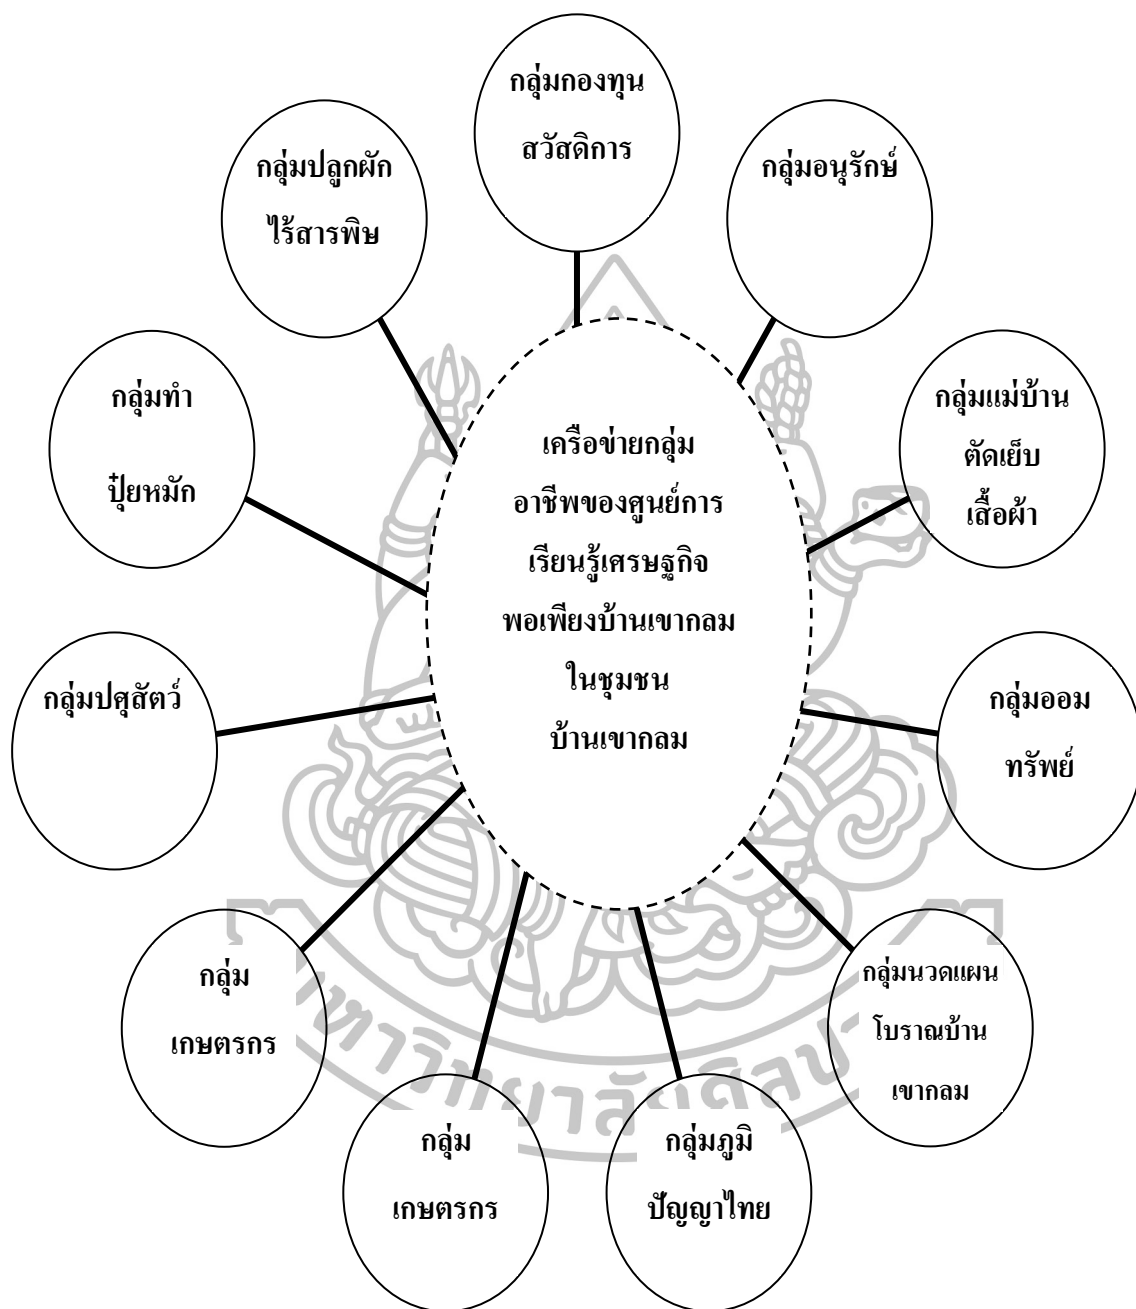 กลุ่มกองทุน
สวัสดิการ
กลุ่มปลูกผัก
ไร้สารพิษ
กลุ่มอนุรักษ์
กลุ่มทำ
ปุ๋ยหมัก
กลุ่มแม่บ้าน
ตัดเย็บ
เสื้อผ้า
เครือข่ายกลุ่ม
อาชีพของศูนย์การ
เรียนรู้เศรษฐกิจ
พอเพียงบ้านเขากลม
ในชุมชน
บ้านเขากลม
กลุ่มปศุสัตว์
กลุ่มออม
ทรัพย์
กลุ่ม
เกษตรกร
กลุ่มนวดแผน
โบราณบ้าน
เขากลม
กลุ่ม
เกษตรกร
กลุ่มภูมิ
ปัญญาไทย